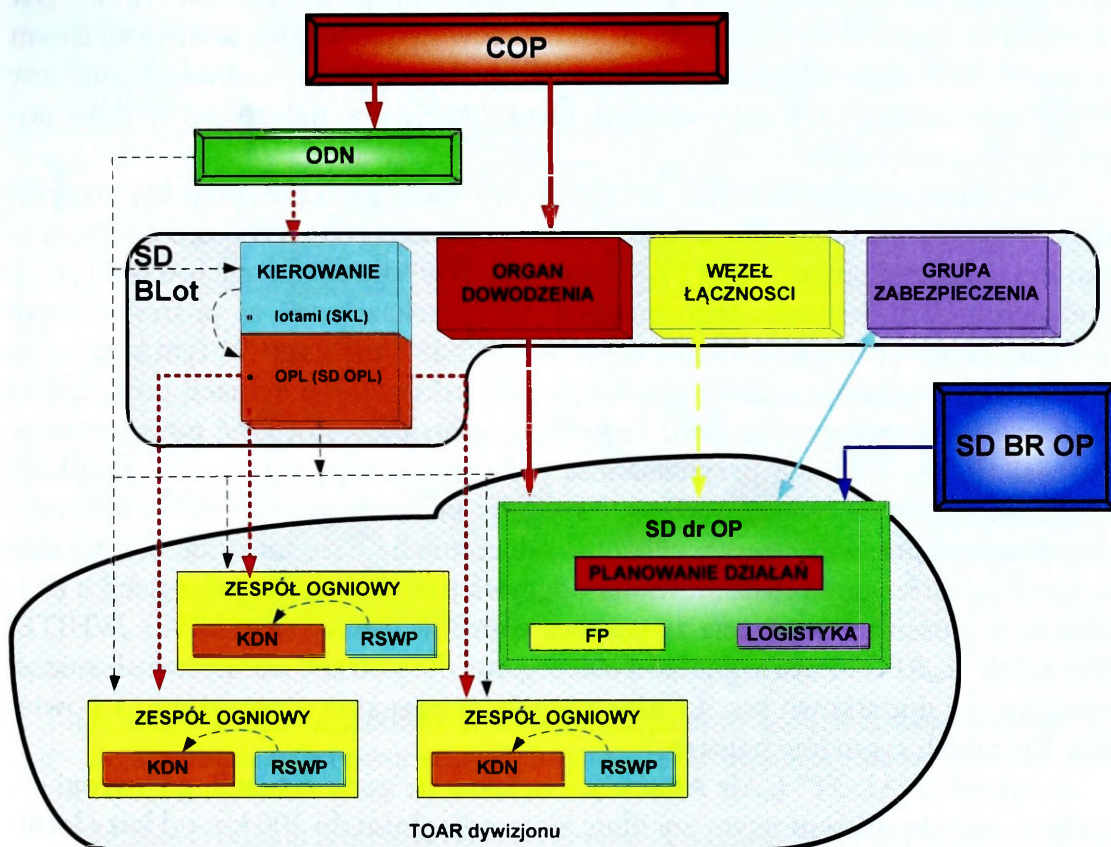 COP
ODN
SD
BLot
KIEROWANIE
• lotami (SKL)
• OPL (SD OPL)
ORGAN
DOWODZENIA
WĘZEŁ
ŁĄCZNOSCI
GRUPA
ZABEZPIECZENIA
SD BR OP
SD dr OP
PLANOWANIE DZIAŁAŃ
FP
LOGISTYKA
ZESPÓŁ OGNIOWY
KDN
RSWP
ZESPÓŁ OGNIOWY
KDN
RSWP
ZESPÓŁ OGNIOWY
KDN
RSWP
TOAR dywizjonu